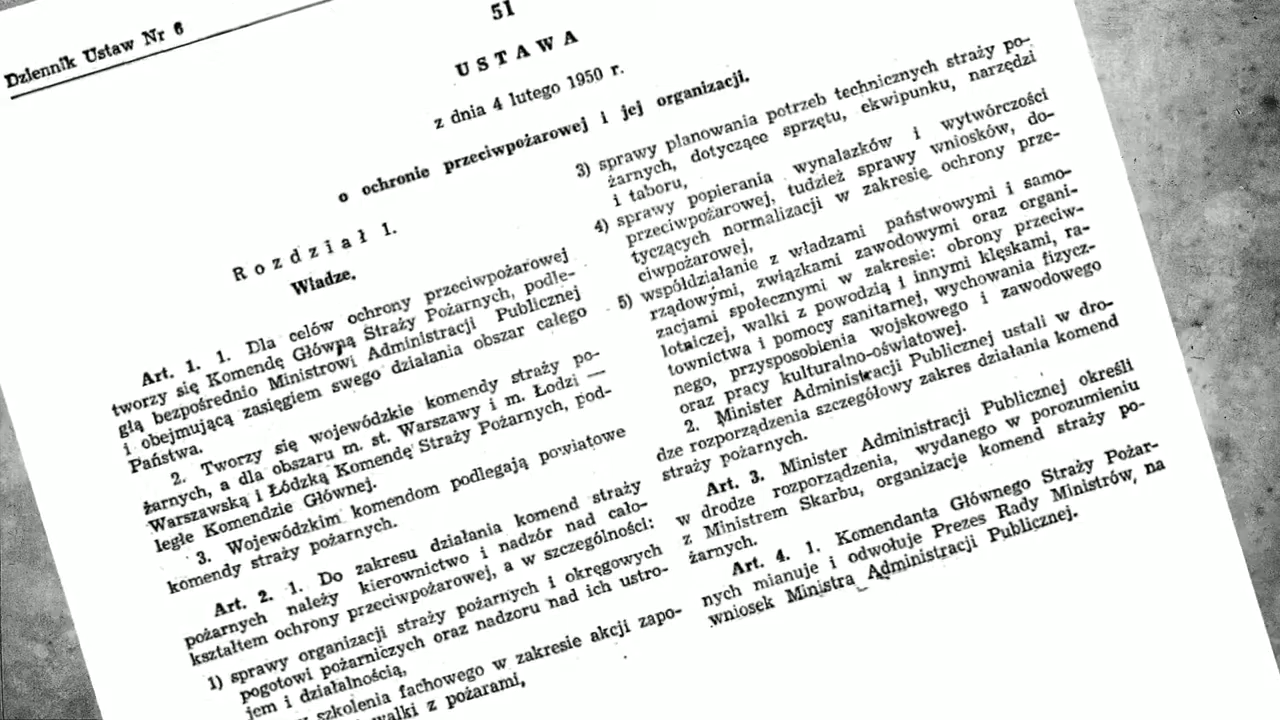 Dziennik Ustaw Nr 6
51
USTAWA
z dnia 4 lutego 1950 r.
o ochronie przeciwpożarowej i jej organizacji.
Rozdział 1.
Władze.
Art. 1. 1. Dla celów ochrony przeciwpożarowej
tworzy się Komendę Główną Straży Pożarnych, podle-
głą bezpośrednio Ministrowi Administracji Publicznej
i obejmującą zasięgiem swego działania obszar całego
Państwa.
2. Tworzy się wojewódzkie komendy straży po-
żarnych, a dla obszaru m. st. Warszawy i m. Łodzi —
Warszawską i Łódzką Komendę Straży Pożarnych, pod-
ległe Komendzie Głównej.
3. Wojewódzkim komendom podlegają powiatowe
komendy straży pożarnych.
Art. 2. 1. Do zakresu działania komend straży
pożarnych należy kierownictwo i nadzór nad cało-
kształtem ochrony przeciwpożarowej, a w szczególności:
1) sprawy organizacji straży pożarnych i okręgowych
pogotowi pożarniczych oraz nadzoru nad ich ustro-
jem i działalnością,
szkolenia fachowego w zakresie akcji zapo-
walki z pożarami,
3) sprawy planowania potrzeb technicznych straży po-
żarnych, dotyczące sprzętu, ekwipunku, narzędzi
i taboru,
4) sprawy popierania wynalazków i wytwórczości
przeciwpożarowej, tudzież sprawy wniosków, do-
tyczących normalizacji w zakresie ochrony prze-
ciwpożarowej,
5) współdziałanie z władzami państwowymi i samo-
rządowymi, związkami zawodowymi oraz organi-
zacjami społecznymi w zakresie: obrony przeciw-
lotniczej, walki z powodzią i innymi klęskami, ra-
townictwa i pomocy sanitarnej, wychowania fizycz-
nego, przysposobienia wojskowego i zawodowego
oraz pracy kulturalno-oświatowej.
2. Minister Administracji Publicznej ustali w dro-
dze rozporządzenia szczegółowy zakres działania komend
straży pożarnych.
Art. 3. Minister Administracji Publicznej określi
w drodze rozporządzenia, wydanego w porozumieniu
z Ministrem Skarbu, organizacje komend straży po-
żarnych.
Art. 4. 1. Komendanta Głównego Straży Pożar-
nych mianuje i odwołuje Prezes Rady Ministrów, na
wniosek Ministra Administracji Publicznej.